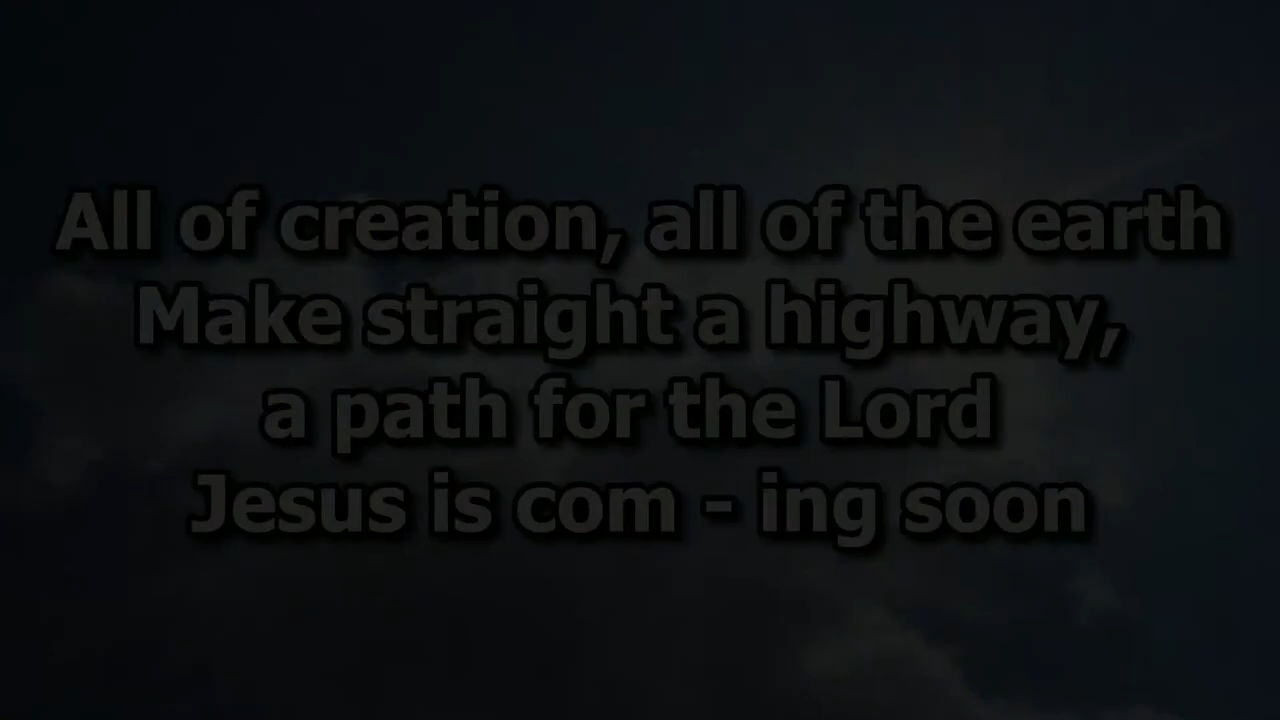 All of creation, all of the earth
Make straight a highway,
a path for the Lord
Jesus is com - ing soon